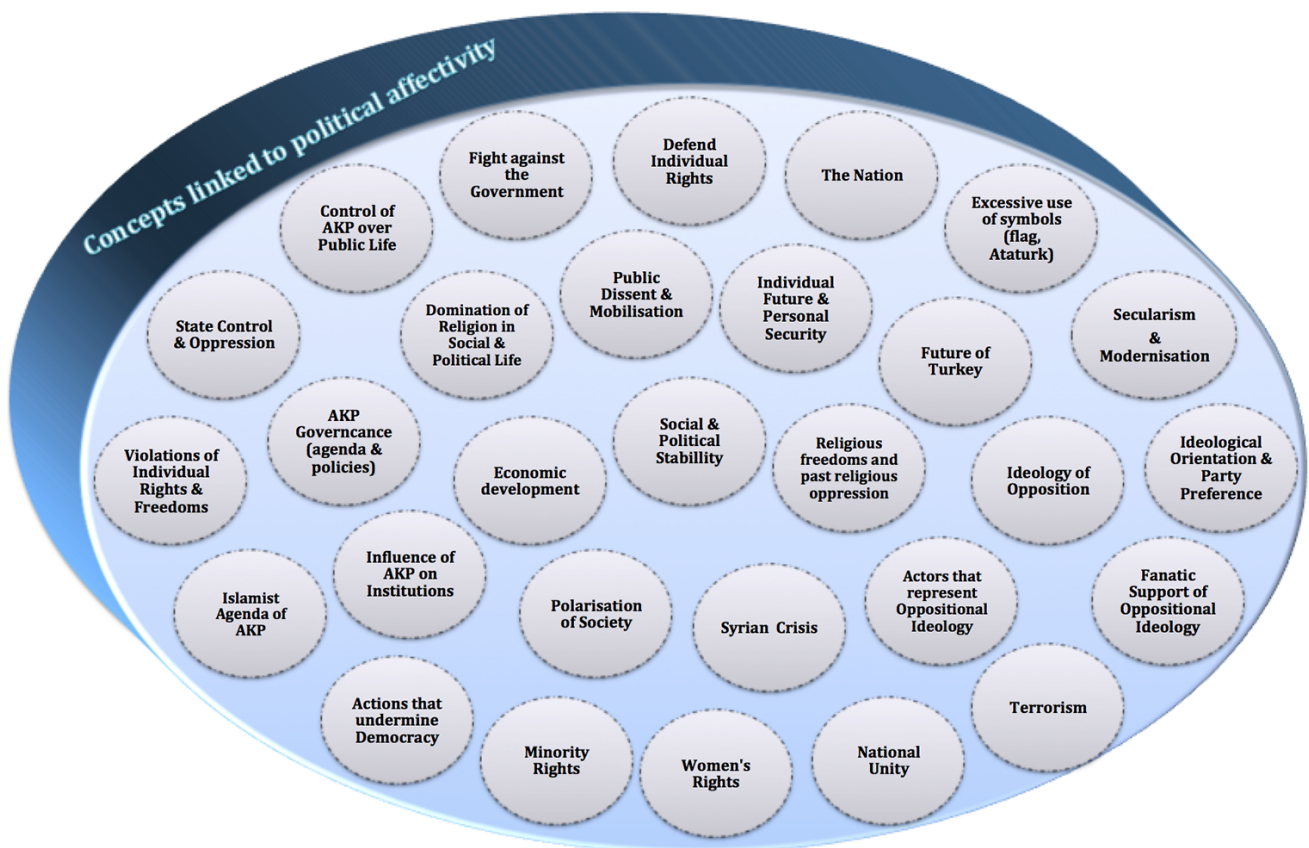 Concepts linked to political affectivity
Fight against
the
Government
Defend
Individual
Rights
The Nation
Excessive use
of symbols
(flag,
Ataturk)
Control of
AKP over
Public Life
Public
Dissent &
Mobilisation
Individual
Future &
Personal
Security
State Control
& Oppression
Domination of
Religion in
Social &
Political Life
Future of
Turkey
Secularism
&
Modernisation
AKP
Governcance
(agenda &
policies)
Social &
Political
Stabillity
Violations of
Individual
Rights &
Freedoms
Economic
development
Religious
freedoms and
past religious
oppression
Ideology of
Opposition
Ideological
Orientation &
Party
Preference
Influence of
AKP on
Institutions
Islamist
Agenda of
AKP
Polarisation
of Society
Syrian Crisis
Actors that
represent
Oppositional
Ideology
Fanatic
Support of
Oppositional
Ideology
Actions that
undermine
Democracy
Minority
Rights
Women's
Rights
National
Unity
Terrorism